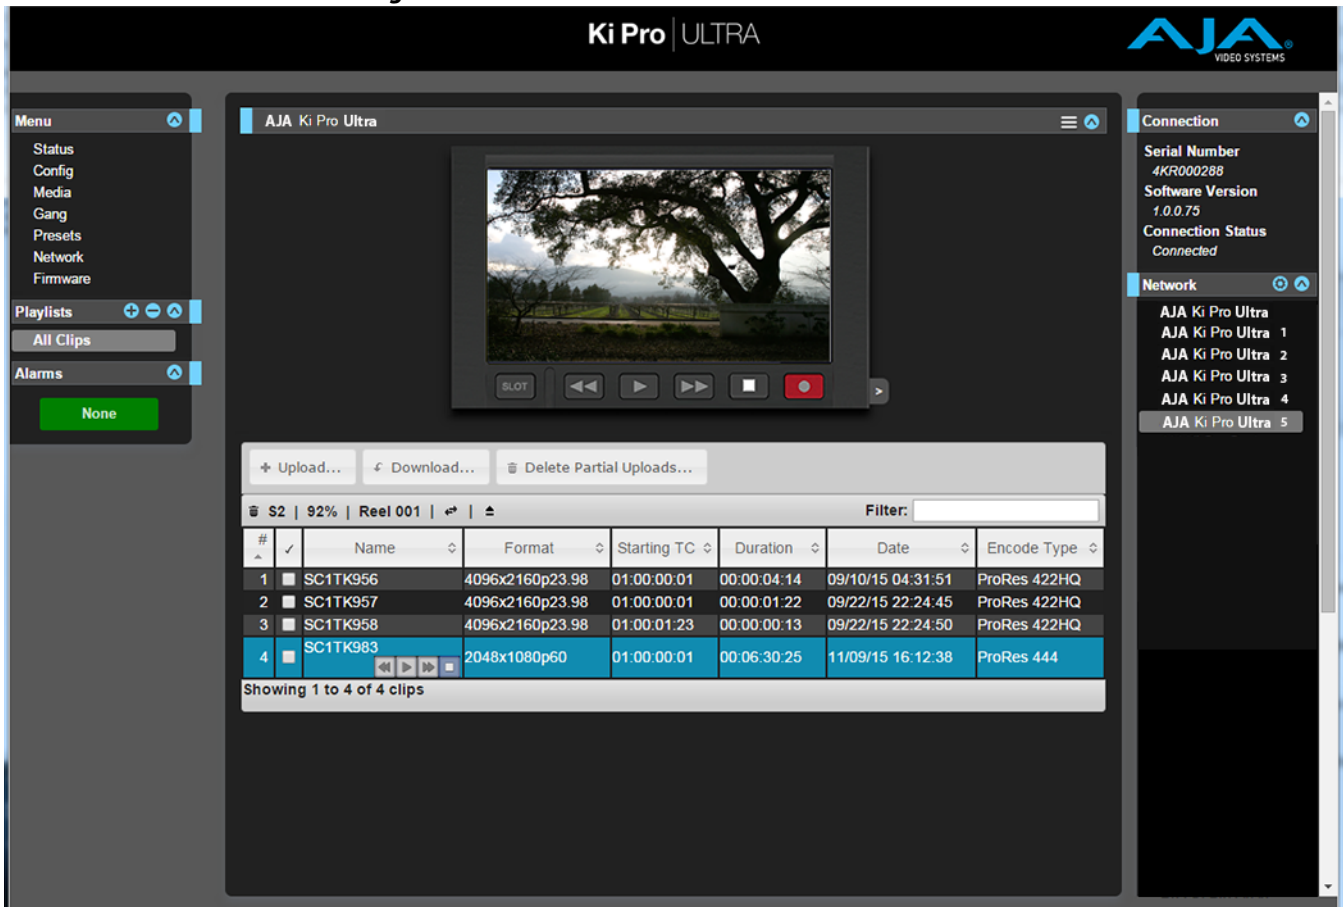 Ki Pro ULTRA
AJA
VIDEO SYSTEMS
Menu
Status
Config
Media
Gang
Presets
Network
Firmware
Playlists
All Clips
Alarms
None
AJA Ki Pro Ultra
SLOT
>
Upload...
Download...
Delete Partial Uploads...
S2 | 92% | Reel 001 | |
Filter:
# ✓ Name Format Starting TC Duration Date Encode Type
1 SC1TK956 4096x2160p23.98 01:00:00:01 00:00:04:14 09/10/15 04:31:51 ProRes 422HQ
2 SC1TK957 4096x2160p23.98 01:00:00:01 00:00:01:22 09/22/15 22:24:45 ProRes 422HQ
3 SC1TK958 4096x2160p23.98 01:00:01:23 00:00:00:13 09/22/15 22:24:50 ProRes 422HQ
4 SC1TK983 2048x1080p60 01:00:00:01 00:06:30:25 11/09/15 16:12:38 ProRes 444
Showing 1 to 4 of 4 clips
Connection
Serial Number
4KR000288
Software Version
1.0.0.75
Connection Status
Connected
Network
AJA Ki Pro Ultra
AJA Ki Pro Ultra 1
AJA Ki Pro Ultra 2
AJA Ki Pro Ultra 3
AJA Ki Pro Ultra 4
AJA Ki Pro Ultra 5